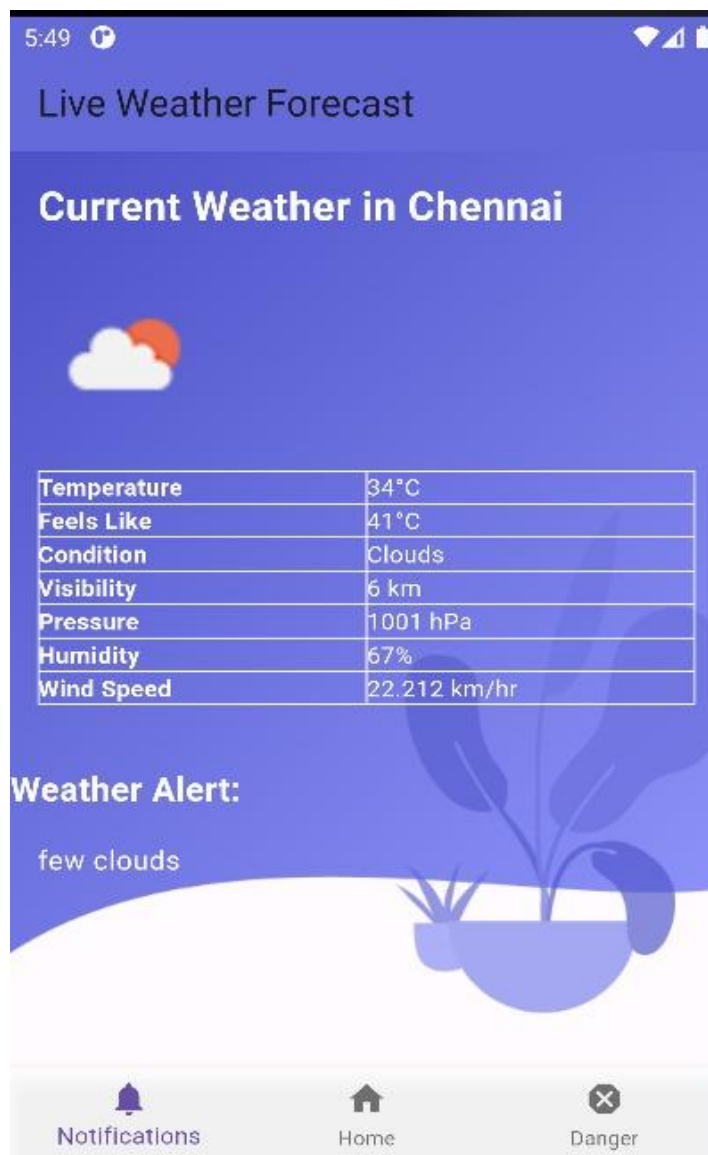 5:49
Live Weather Forecast
Current Weather in Chennai
Temperature 34°C
Feels Like 41°C
Condition Clouds
Visibility 6 km
Pressure 1001 hPa
Humidity 67%
Wind Speed 22.212 km/hr
Weather Alert:
few clouds
Notifications Home Danger